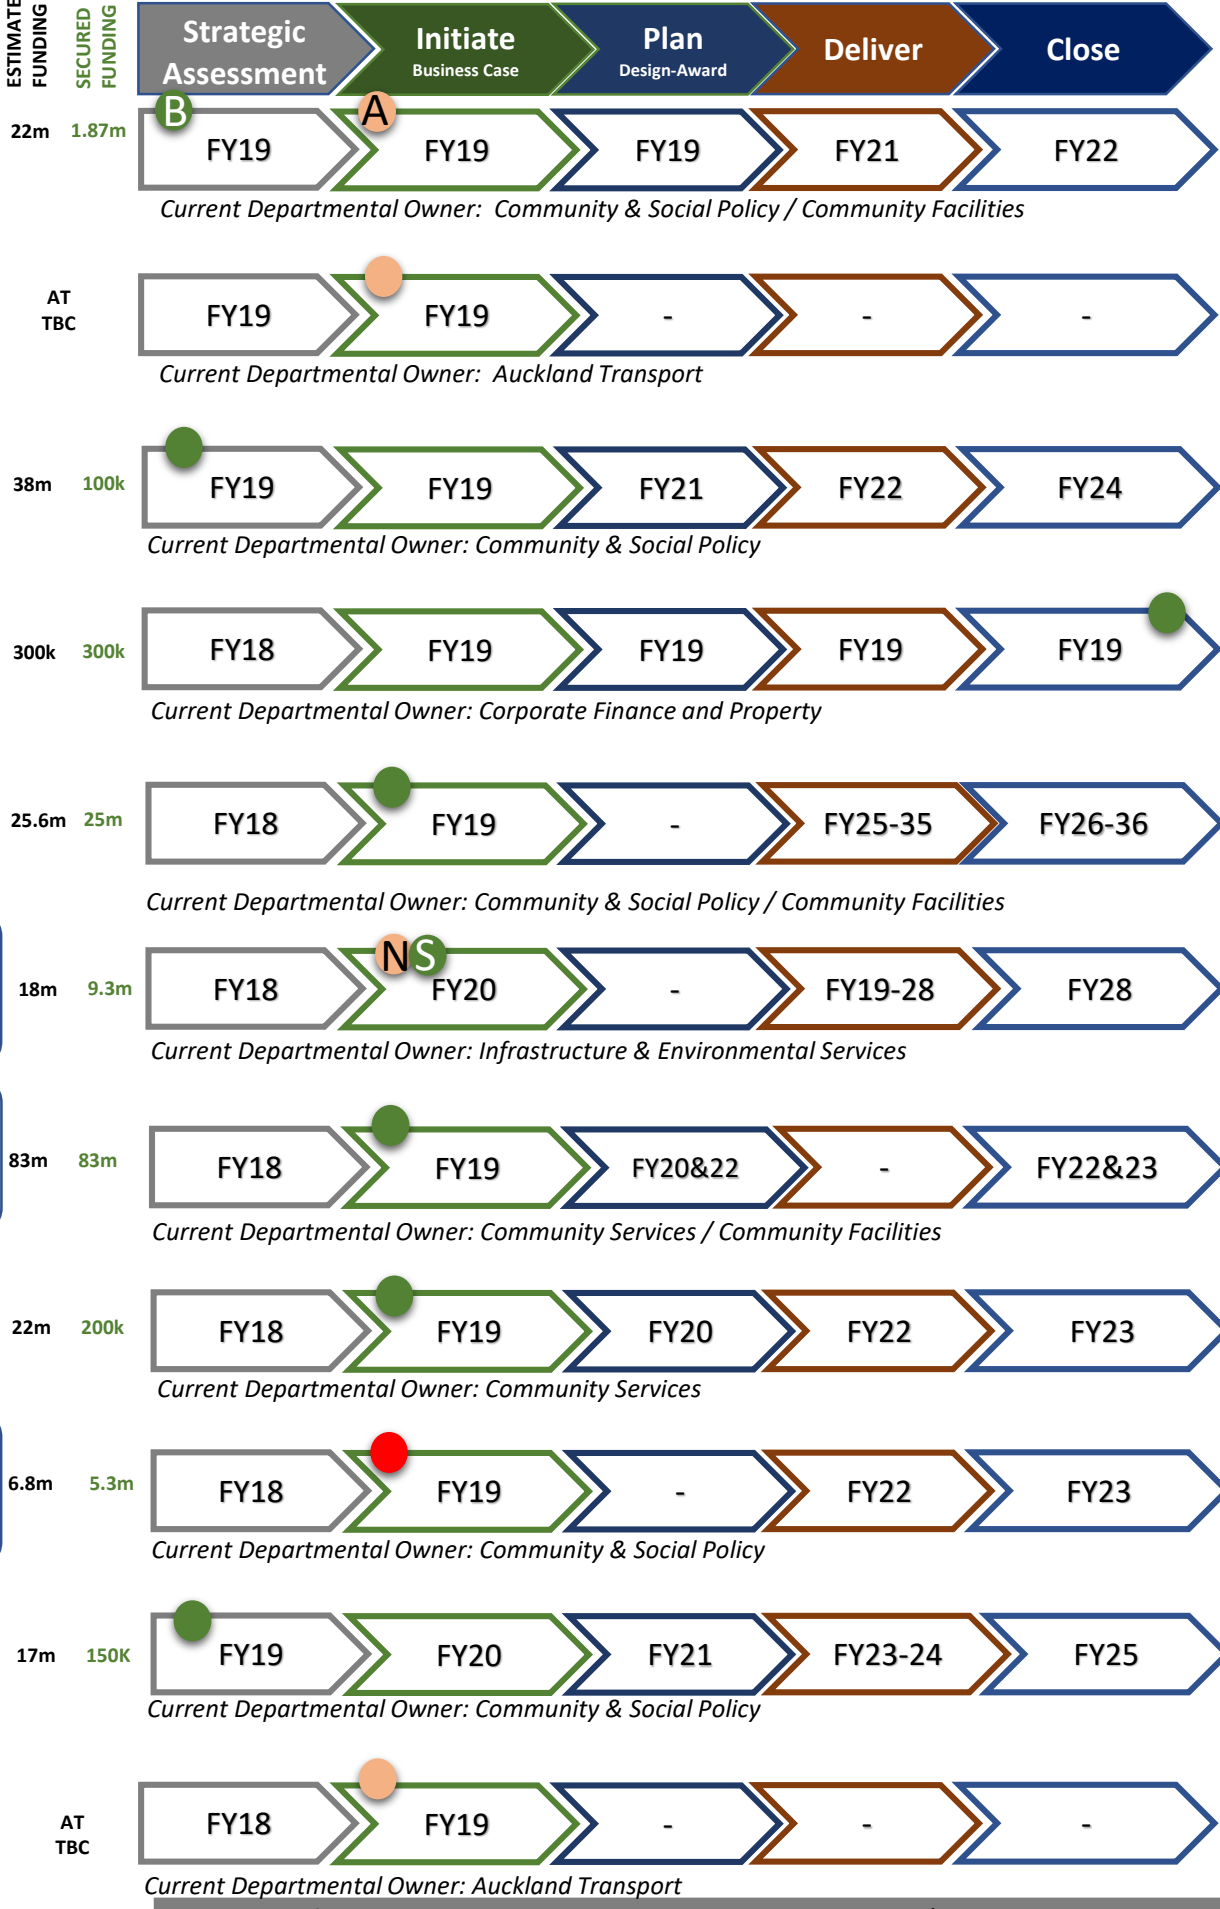 ESTIMATE
FUNDING
SECURED
FUNDING
Strategic
Assessment
Initiate
Business Case
Plan
Design-Award
Deliver
Close
22m 1.87m B A
FY19 FY19 FY19 FY21 FY22
Current Departmental Owner: Community & Social Policy / Community Facilities
AT
TBC
FY19 FY19 - - -
Current Departmental Owner: Auckland Transport
38m 100k FY19 FY19 FY21 FY22 FY24
Current Departmental Owner: Community & Social Policy
300k 300k FY18 FY19 FY19 FY19 FY19
Current Departmental Owner: Corporate Finance and Property
25.6m 25m FY18 FY19 - FY25-35 FY26-36
Current Departmental Owner: Community & Social Policy / Community Facilities
N S
18m 9.3m FY18 FY20 - FY19-28 FY28
Current Departmental Owner: Infrastructure & Environmental Services
83m 83m FY18 FY19 FY20&22 - FY22&23
Current Departmental Owner: Community Services / Community Facilities
22m 200k FY18 FY19 FY20 FY22 FY23
Current Departmental Owner: Community Services
6.8m 5.3m FY18 FY19 - FY22 FY23
Current Departmental Owner: Community & Social Policy
17m 150K FY19 FY20 FY21 FY23-24 FY25
Current Departmental Owner: Community & Social Policy
AT
TBC
FY18 FY19 - - -
Current Departmental Owner: Auckland Transport